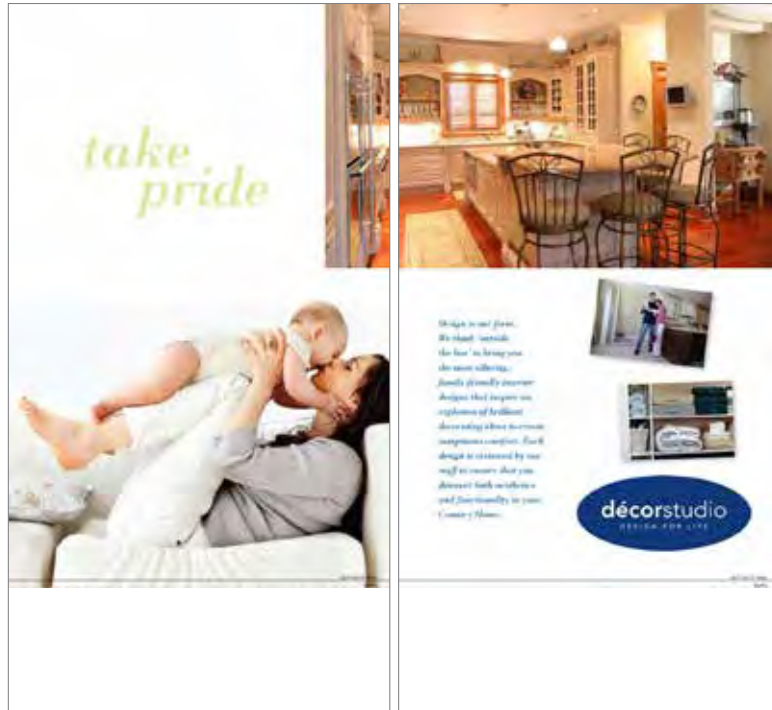 take
pride
Design is our forte.
We think 'outside
the box' to bring you
the most alluring,
family friendly interior
designs that inspire an
explosion of brilliant
decorating ideas to create
sumptuous comfort. Each
design is reviewed by our
staff to ensure that you
discover both aesthetics
and functionality in your
Country Home.
décorstudio
DESIGN FOR LIFE